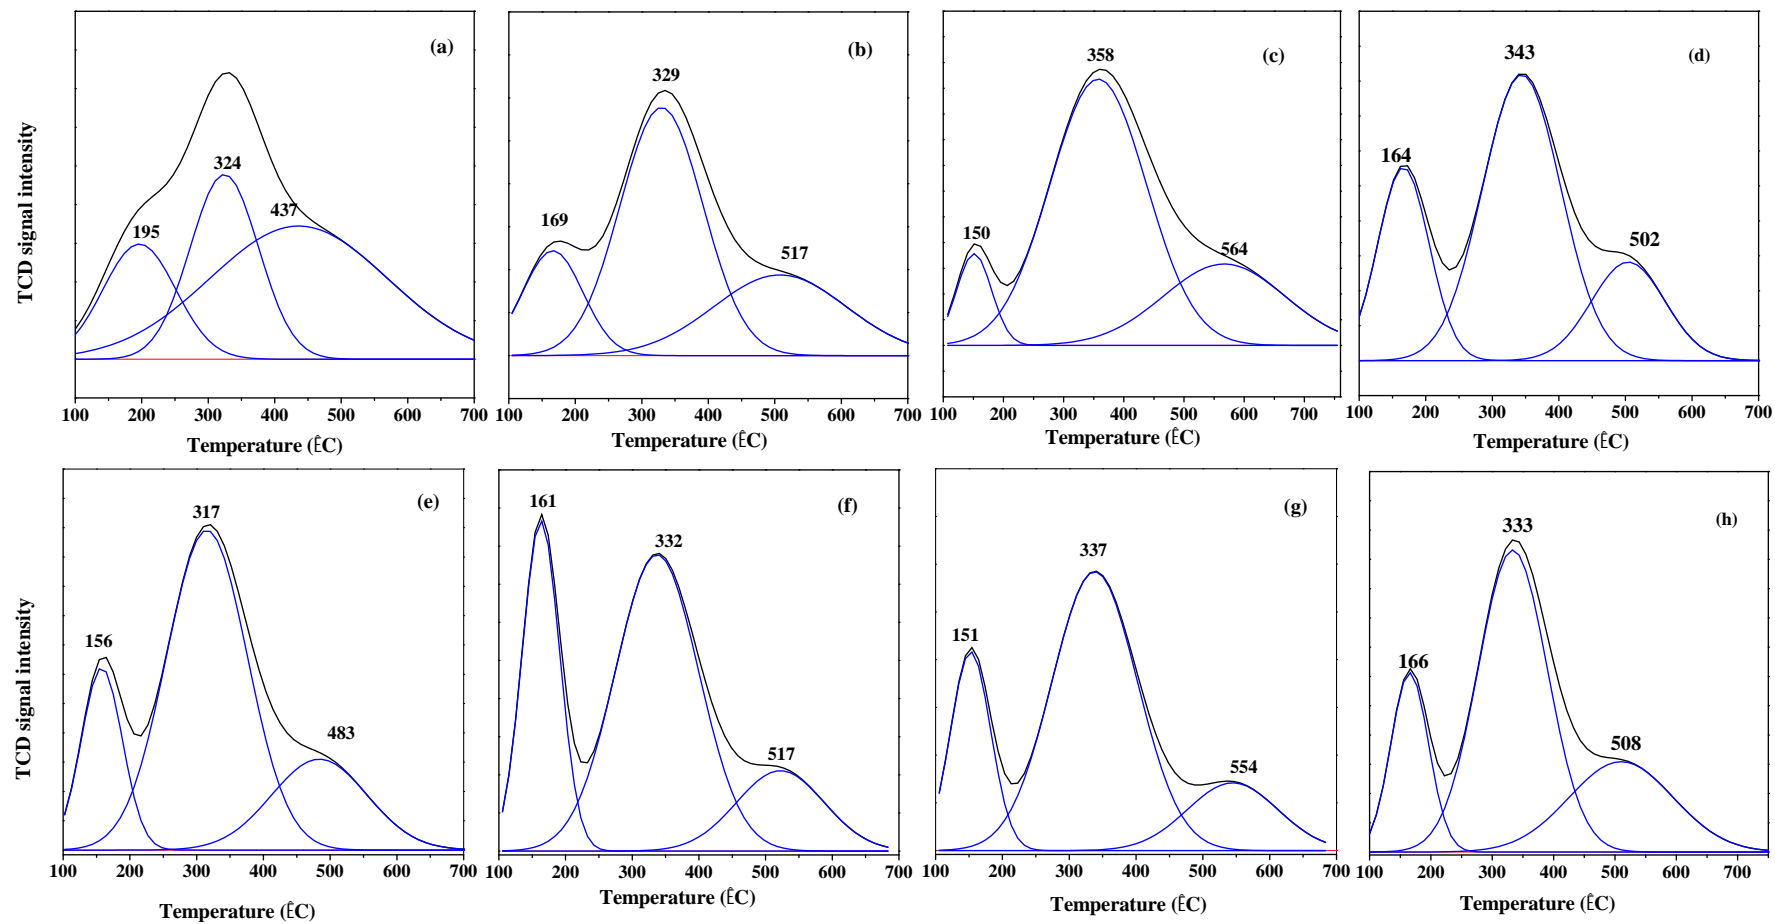 (a)
324
195
437
TCD signal intensity
100 200 300 400 500 600 700
Temperature (ÊC)
(b)
329
169
517
100 200 300 400 500 600 700
Temperature (ÊC)
(c)
358
150
564
100 200 300 400 500 600 700
Temperature (ÊC)
(d)
343
164
502
100 200 300 400 500 600 700
Temperature (ÊC)
(e)
317
156
483
TCD signal intensity
100 200 300 400 500 600 700
Temperature (ÊC)
(f)
161
332
517
100 200 300 400 500 600 700
Temperature (ÊC)
(g)
337
151
554
100 200 300 400 500 600 700
Temperature (ÊC)
(h)
333
166
508
100 200 300 400 500 600 700
Temperature (ÊC)